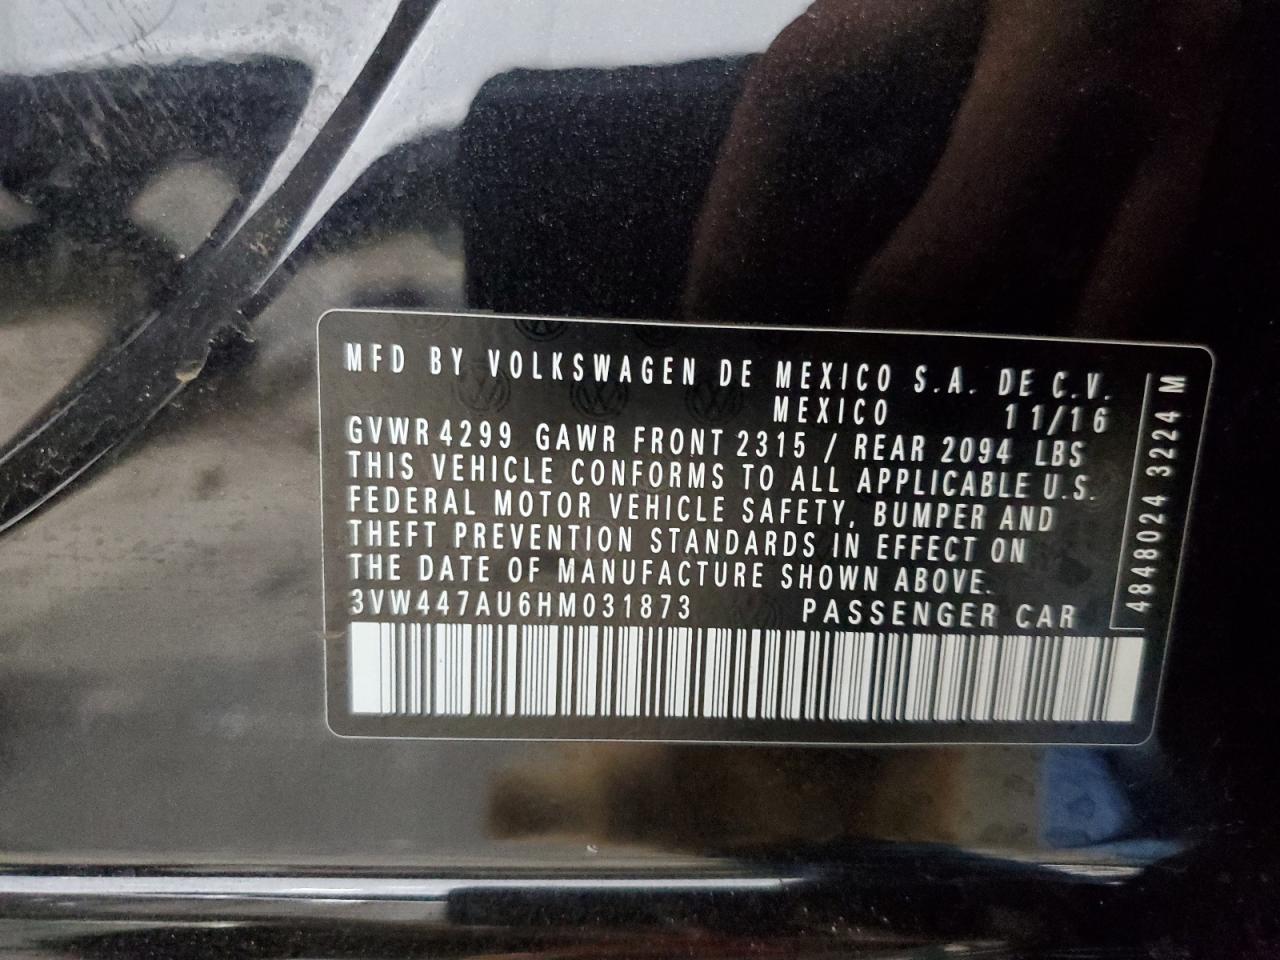 MFD BY VOLKSWAGEN DE MEXICO S.A. DE C.V.
MEXICO 11/16
GVWR 4299 GAWR FRONT 2315 / REAR 2094 LBS
THIS VEHICLE CONFORMS TO ALL APPLICABLE U.S.
FEDERAL MOTOR VEHICLE SAFETY, BUMPER AND
THEFT PREVENTION STANDARDS IN EFFECT ON
THE DATE OF MANUFACTURE SHOWN ABOVE.
3VW447AU6HM031873 PASSENGER CAR
4848024 3224 M